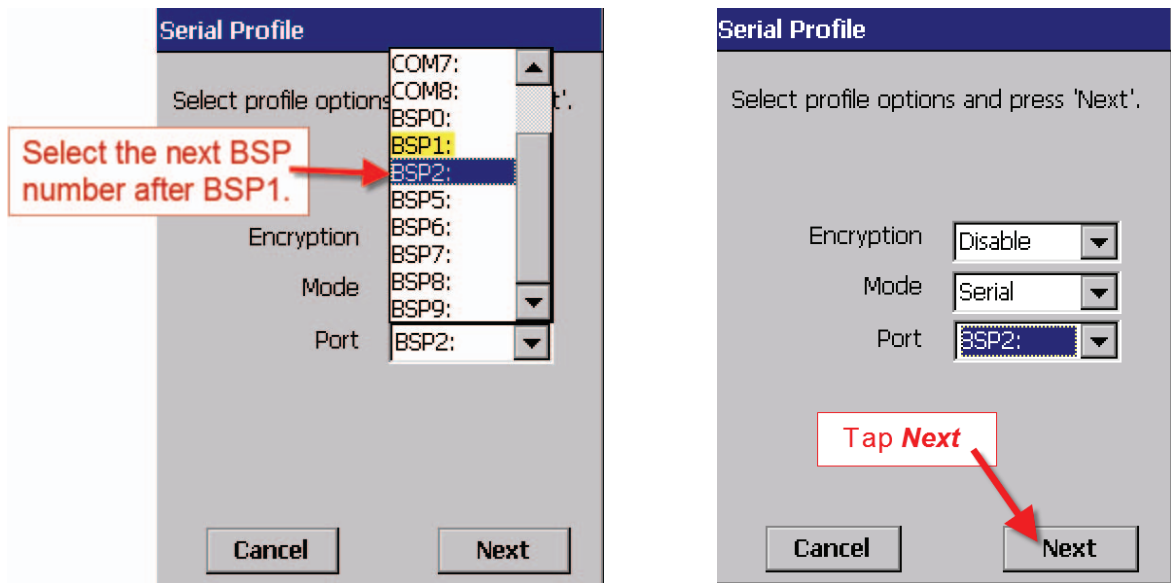 Serial Profile
Select profile options
t'.
COM7:
COM8:
BSP0:
BSP1:
BSP2:
BSP5:
BSP6:
BSP7:
BSP8:
BSP9:
Select the next BSP
number after BSP1.
Encryption
Mode
Port BSP2:
Cancel Next
Serial Profile
Select profile options and press 'Next'.
Encryption Disable
Mode Serial
Port BSP2:
Tap Next
Cancel Next